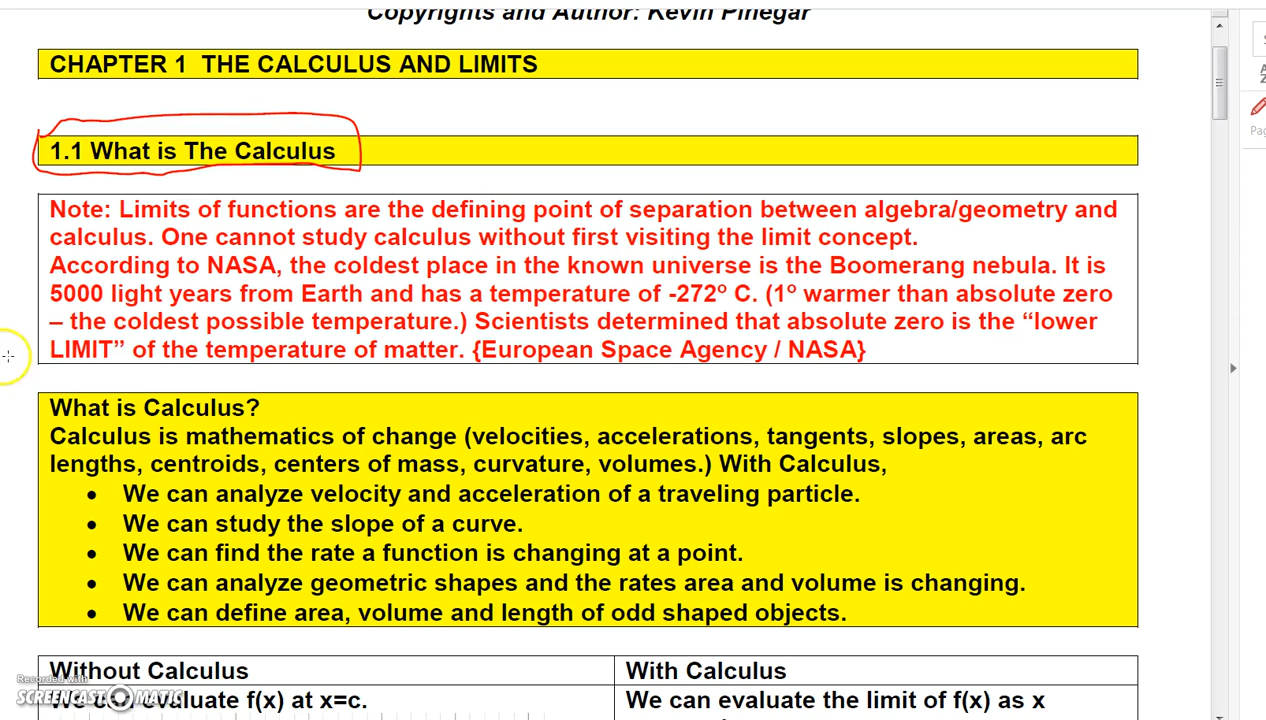 Copyrights and Author: Kevin Pinegar
CHAPTER 1 THE CALCULUS AND LIMITS
1.1 What is The Calculus
Note: Limits of functions are the defining point of separation between algebra/geometry and
calculus. One cannot study calculus without first visiting the limit concept.
According to NASA, the coldest place in the known universe is the Boomerang nebula. It is
5000 light years from Earth and has a temperature of -272º C. (1º warmer than absolute zero
– the coldest possible temperature.) Scientists determined that absolute zero is the “lower
LIMIT” of the temperature of matter. {European Space Agency / NASA}
What is Calculus?
Calculus is mathematics of change (velocities, accelerations, tangents, slopes, areas, arc
lengths, centroids, centers of mass, curvature, volumes.) With Calculus,
• We can analyze velocity and acceleration of a traveling particle.
• We can study the slope of a curve.
• We can find the rate a function is changing at a point.
• We can analyze geometric shapes and the rates area and volume is changing.
• We can define area, volume and length of odd shaped objects.
Without Calculus
We can evaluate f(x) at x=c.
With Calculus
We can evaluate the limit of f(x) as x
Recorded with
SCREENCAST MATIC
Pag